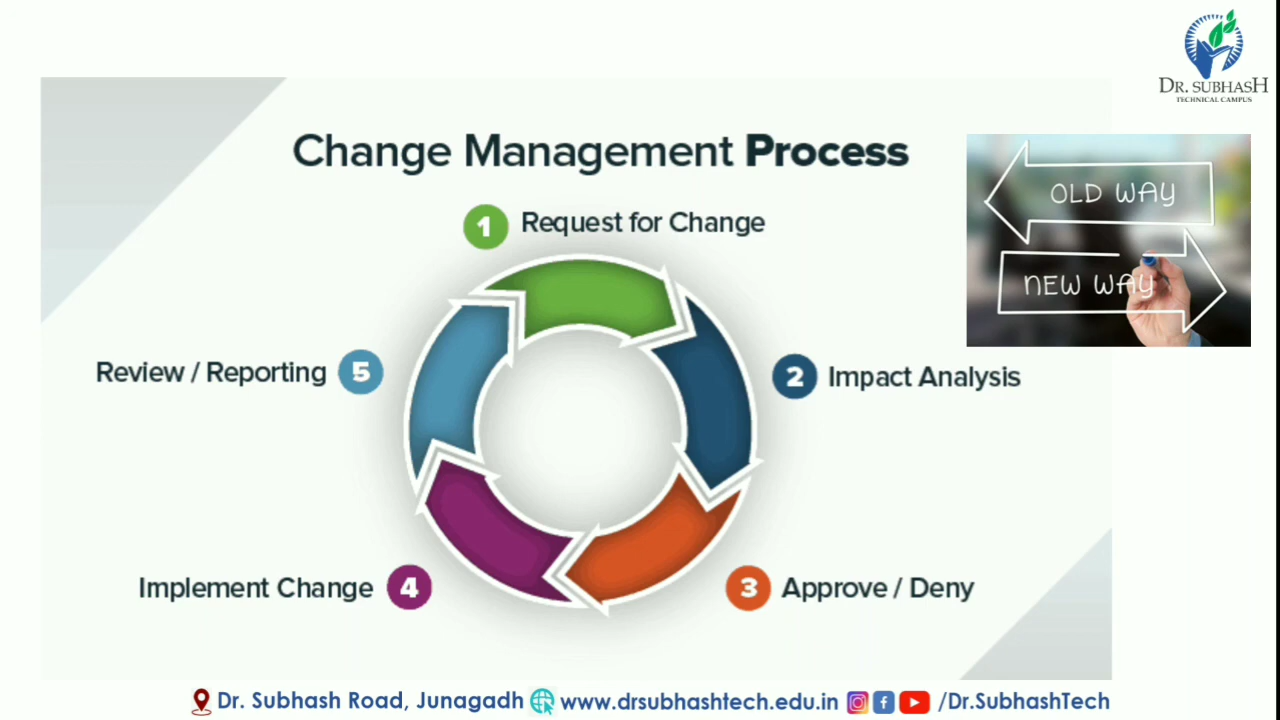 DR. SUBHASH
TECHNICAL CAMPUS
Change Management Process
OLD WAY
NEW WAY
1 Request for Change
2 Impact Analysis
3 Approve / Deny
4 Implement Change
5 Review / Reporting
Dr. Subhash Road, Junagadh www.drsubhashtech.edu.in /Dr.SubhashTech